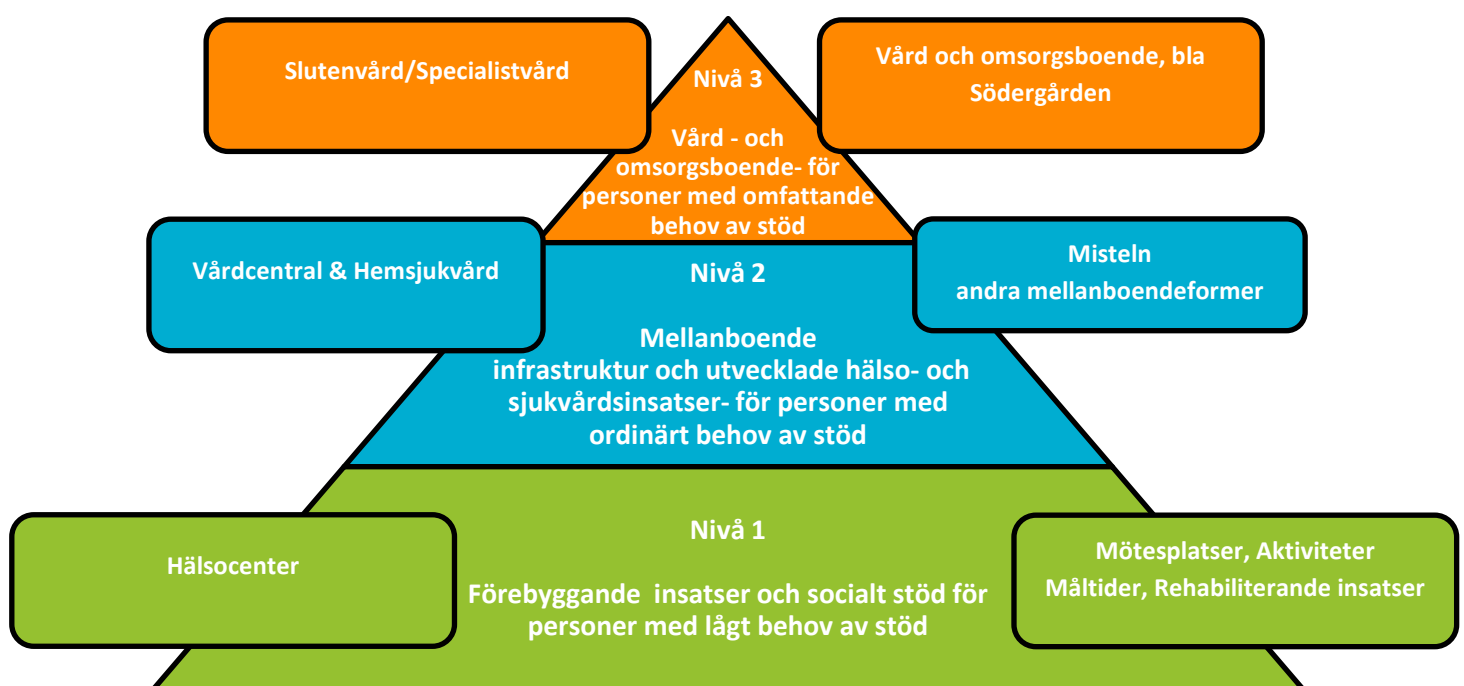 Slutenvård/Specialistvård
Nivå 3
Vård - och
omsorgsboende- för
personer med omfattande
behov av stöd
Vård och omsorgsboende, bla
Södergården
Vårdcentral & Hemsjukvård
Nivå 2
Mellanboende
infrastruktur och utvecklade hälso- och
sjukvårdsinsatser- för personer med
ordinärt behov av stöd
Misteln
andra mellanboendeformer
Hälsocenter
Nivå 1
Förebyggande  insatser och socialt stöd för
personer med lågt behov av stöd
Mötesplatser, Aktiviteter
Måltider, Rehabiliterande insatser